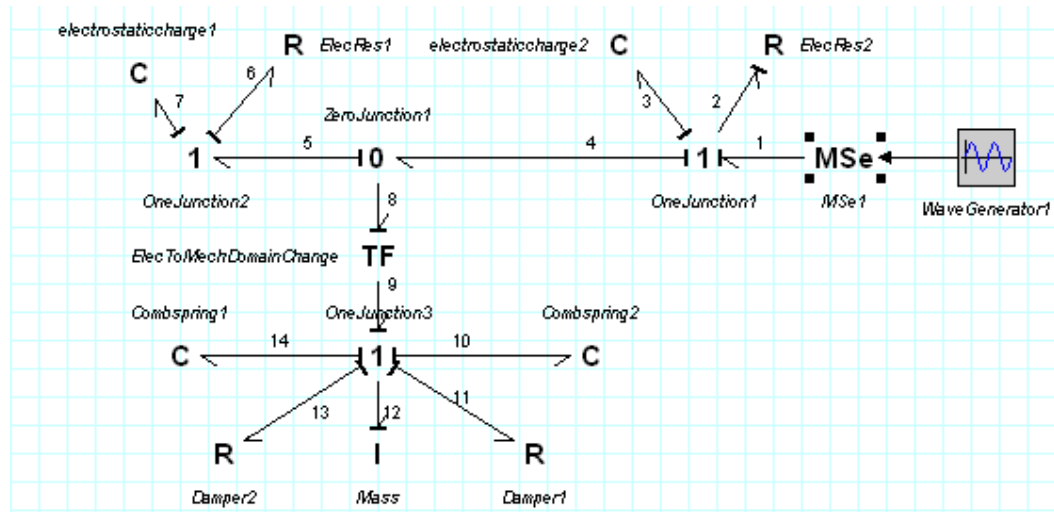 electrostaticcharge1
R ElecRes1
electrostaticcharge2 C
R ElecRes2
C
7
6
3
2
ZeroJunction1
1 5 0 4 1 1 MSe
OneJunction2
OneJunction1
MSe1
WaveGenerator1
8
ElecToMechDomainChange TF
9
Combspring1
OneJunction3
Combspring2
C 14 1 10 C
13 12 11
R I R
Damper2
Mass
Damper1